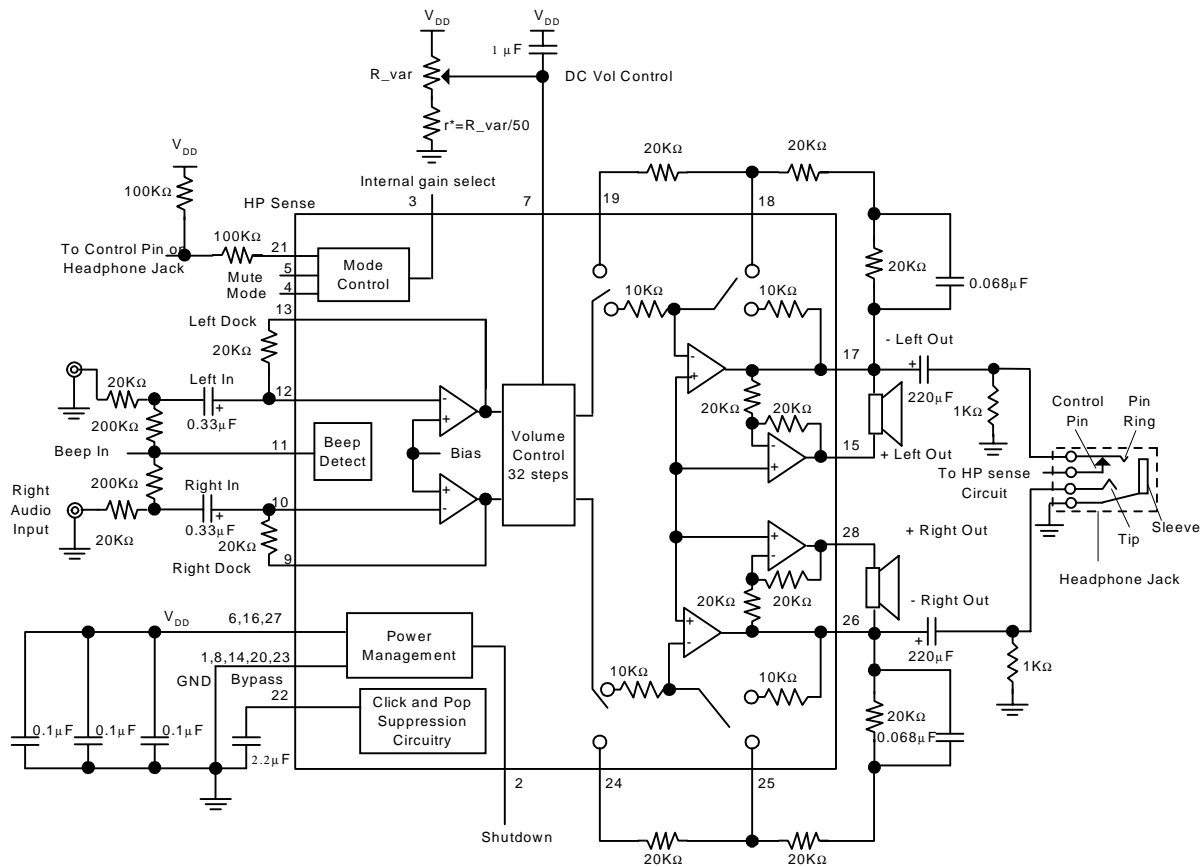 V DD
V DD
1 µF
R_var
DC Vol Control
r*=R_var/50
V DD
100KΩ
20KΩ
20KΩ
Internal gain select
HP Sense
3
7
19
18
100KΩ
21
To Control Pin on
Headphone Jack
Mute
5
Mode
4
Mode
Control
20KΩ
0.068µF
10KΩ
10KΩ
13
Left Dock
20KΩ
- Left Out
17
Left In
20KΩ
12
0.33µF
+
200KΩ
-
+
-
+
20KΩ
20KΩ
+
220µF
1KΩ
Control
Pin
Pin
Ring
Beep In
11
Beep
Detect
Bias
Volume
Control
32 steps
-
+
15
+ Left Out
To HP sense
Circuit
Right
Audio
Input
200KΩ
Right In
10
20KΩ
0.33µF
+
20KΩ
+
-
9
Right Dock
Sleeve
Tip
Headphone Jack
+
-
28
+ Right Out
20KΩ
20KΩ
- Right Out
+
-
26
+
220µF
1KΩ
V DD
6,16,27
Power
Management
1,8,14,20,23
GND
Bypass
22
Click and Pop
Suppression
Circuitry
10KΩ
10KΩ
20KΩ
0.068µF
0.1µF
0.1µF
0.1µF
2.2µF
2
24
25
Shutdown
20KΩ
20KΩ